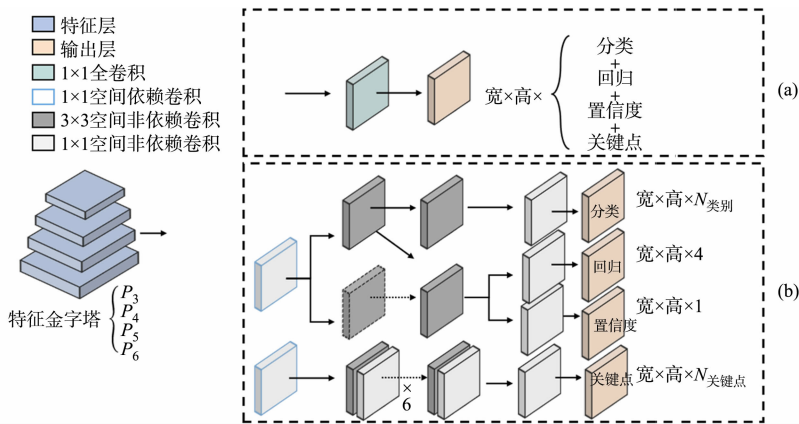 特征层
输出层
1×1全卷积
1×1空间依赖卷积
3×3空间非依赖卷积
1×1空间非依赖卷积
特征金字塔
P3
P4
P5
P6
宽×高×
分类
+
回归
+
置信度
+
关键点
(a)
分类
宽×高×N类别
回归
宽×高×4
置信度
宽×高×1
×
6
关键点
宽×高×N关键点
(b)